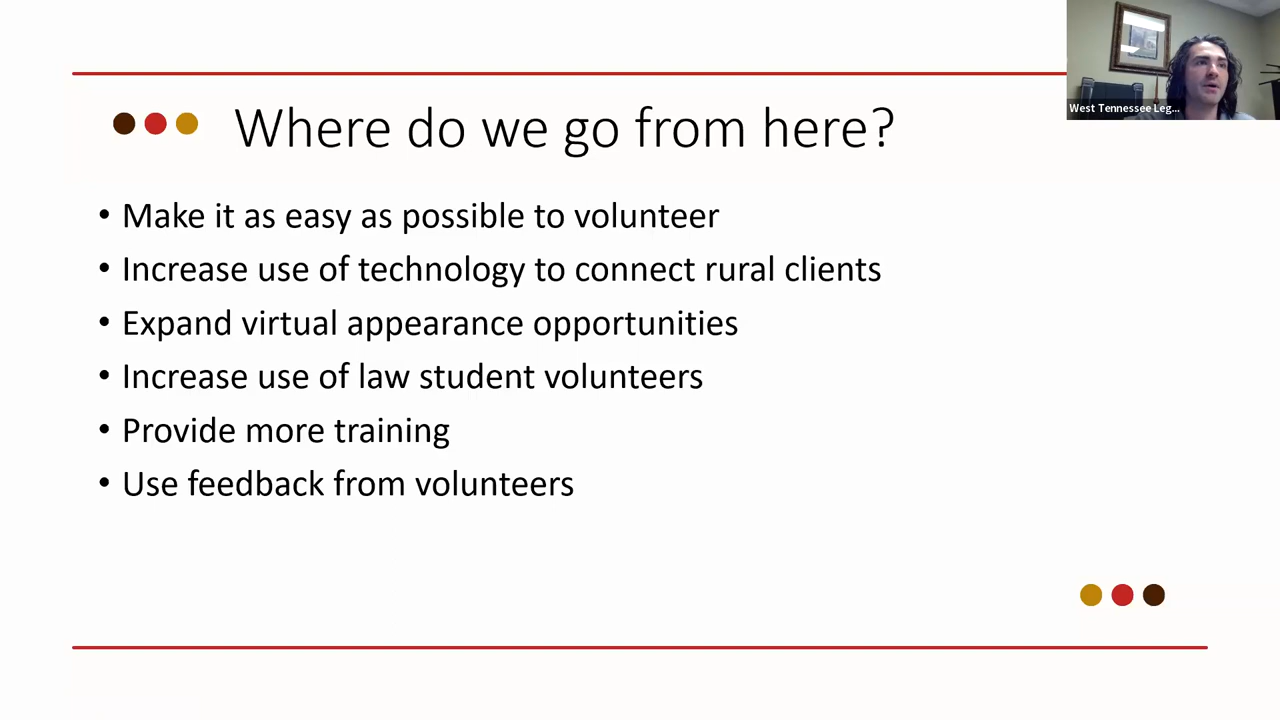 West Tennessee Leg...
Where do we go from here?
• Make it as easy as possible to volunteer
• Increase use of technology to connect rural clients
• Expand virtual appearance opportunities
• Increase use of law student volunteers
• Provide more training
• Use feedback from volunteers